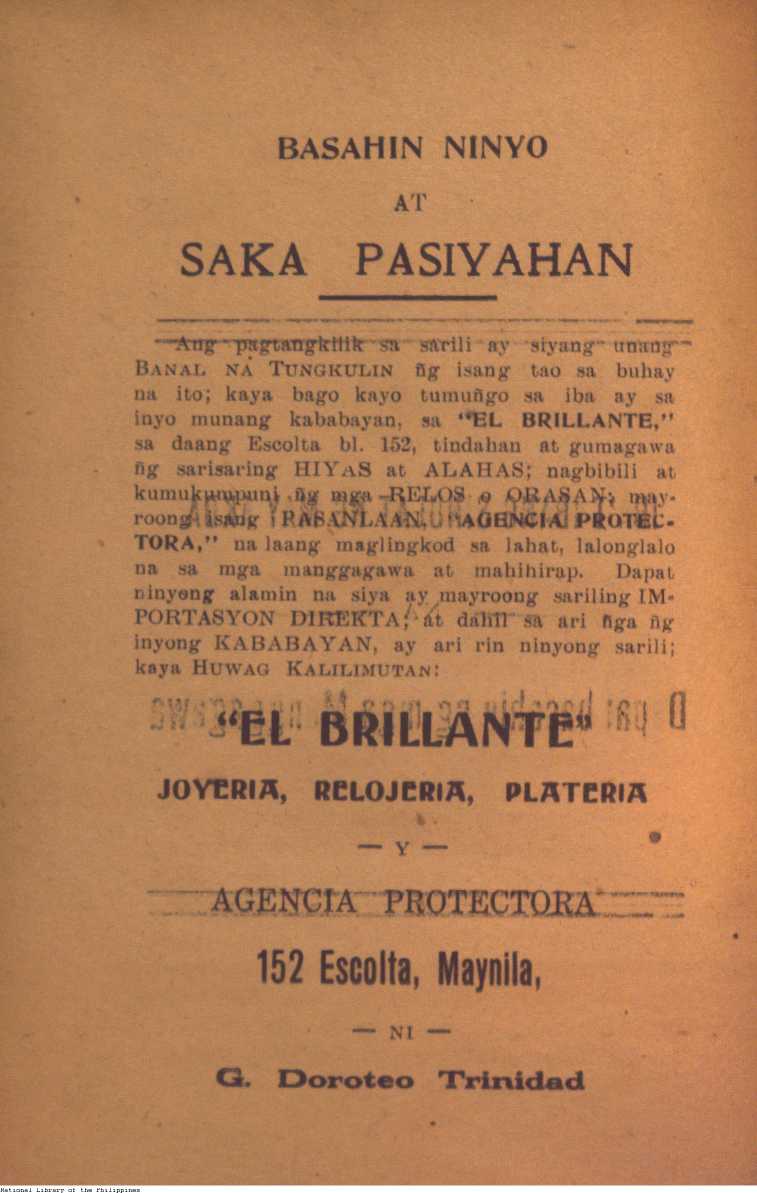 BASAHIN NINYO
AT
SAKA PASIYAHAN
Ang pagtangkilik sa sarili ay siyang unang
BANAL NA TUNGKULIN ñg isang tao sa buhay
na ito; kaya bago kayo tumuñgo sa iba ay sa
inyo munang kababayan, sa "EL BRILLANTE,"
sa daang Escolta bl. 152, tindahan at gumagawa
ñg sarisaring HIYAS at ALAHAS; nagbibili at
kumukumpuni ñg mga RELOS o ORASAN; may-
roong isang PASANLAAN, "AGENCIA PROTEC-
TORA," na laang maglingkod sa lahat, lalonglalo
na sa mga manggagawa at mahihirap. Dapat
ninyong alamin na siya ay mayroong sariling IM-
PORTASYON DIREKTA; at dahil sa ari ñga ñg
inyong KABABAYAN, ay ari rin ninyong sarili;
kaya HUWAG KALILIMUTAN:
"EL BRILLANTE"
JOYERIA, RELOJERIA, PLATERIA
— Y —
AGENCIA PROTECTORA
152 Escolta, Maynila,
— NI —
G. Doroteo Trinidad
National Library of the Philippines